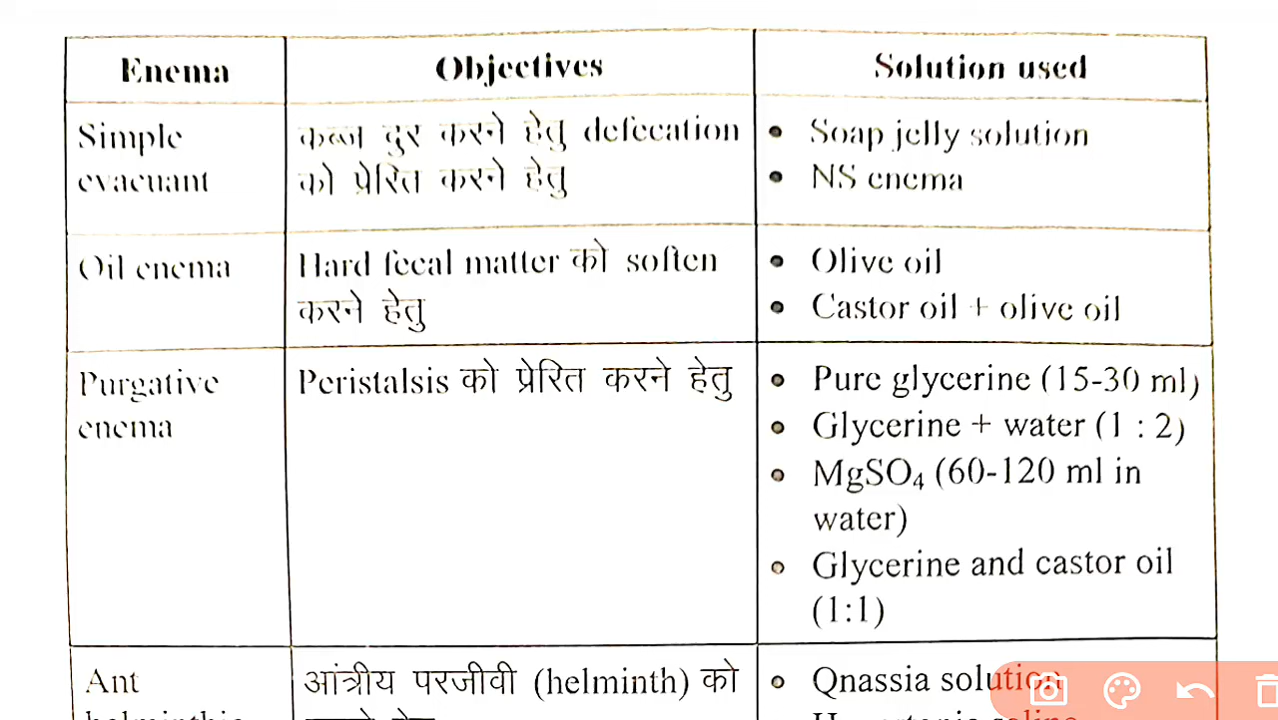 Enema Objectives Solution used
Simple evacuant
कब्ज दुर करने हेतु defecation
को प्रेरित करने हेतु
• Soap jelly solution
• NS enema
Oil enema
Hard fecal matter को soften
करने हेतु
• Olive oil
• Castor oil + olive oil
Purgative
enema
Peristalsis को प्रेरित करने हेतु
• Pure glycerine (15-30 ml)
• Glycerine + water (1 : 2)
• MgSO₄ (60-120 ml in
water)
• Glycerine and castor oil
(1:1)
Ant
आंत्रीय परजीवी (helminth) को
• Qnassia solution